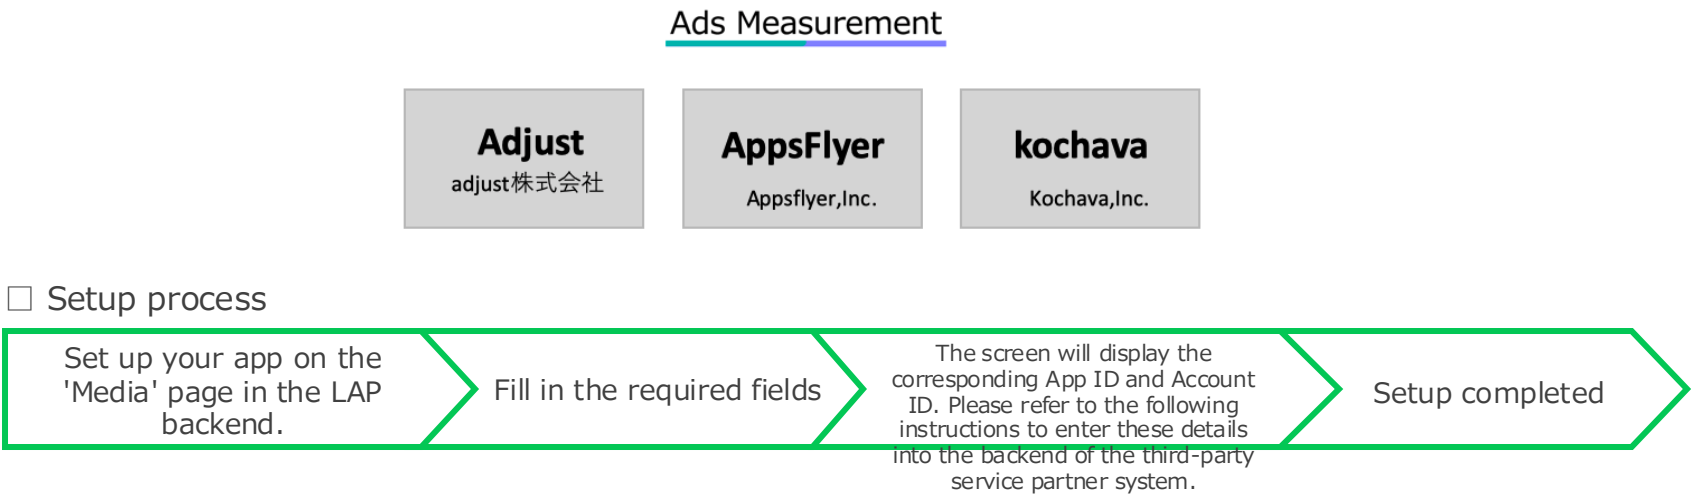 Ads Measurement
Adjust
adjust株式会社
AppsFlyer
Appsflyer,Inc.
kochava
Kochava,Inc.
□ Setup process
Set up your app on the
'Media' page in the LAP
backend.
Fill in the required fields
The screen will display the
corresponding App ID and Account
ID. Please refer to the following
instructions to enter these details
into the backend of the third-party
service partner system.
Setup completed